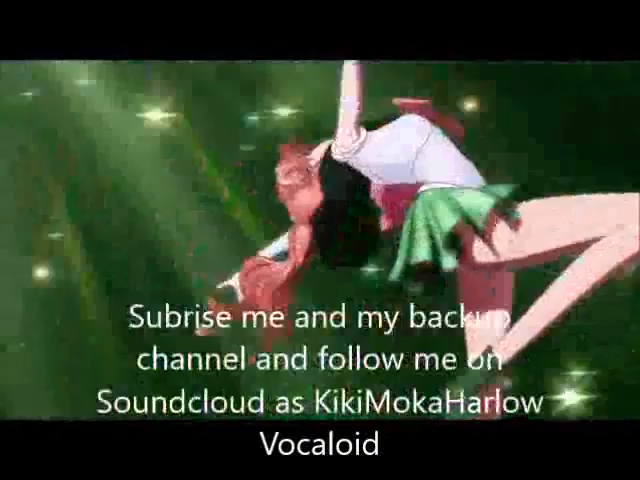 Subrise me and my backup
channel and follow me on
Soundcloud as KikiMokaHarlow
Vocaloid